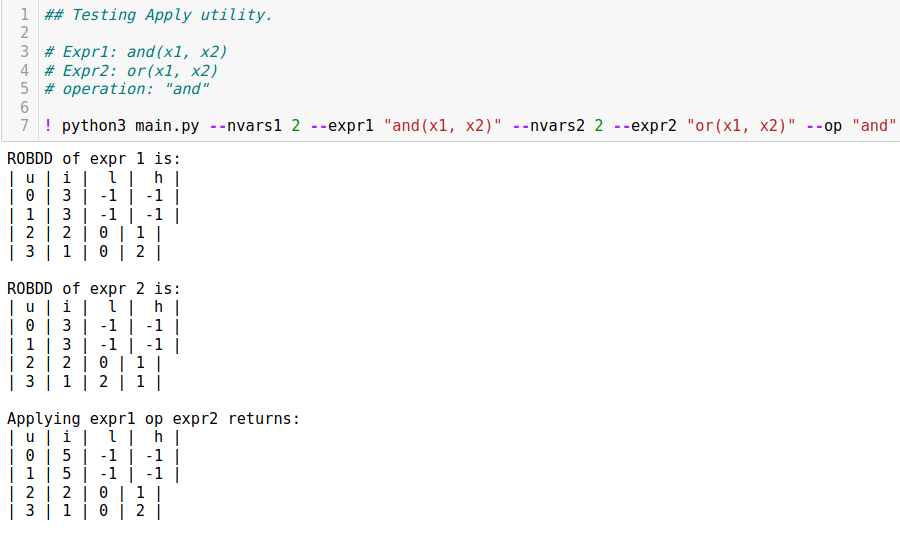 1 ## Testing Apply utility.
2
3 # Expr1: and(x1, x2)
4 # Expr2: or(x1, x2)
5 # operation: "and"
6
7 ! python3 main.py --nvars1 2 --expr1 "and(x1, x2)" --nvars2 2 --expr2 "or(x1, x2)" --op "and"
ROBDD of expr 1 is:
| u | i |  l |  h |
| 0 | 3 | -1 | -1 |
| 1 | 3 | -1 | -1 |
| 2 | 2 | 0 | 1 |
| 3 | 1 | 0 | 2 |
ROBDD of expr 2 is:
| u | i |  l |  h |
| 0 | 3 | -1 | -1 |
| 1 | 3 | -1 | -1 |
| 2 | 2 | 0 | 1 |
| 3 | 1 | 2 | 1 |
Applying expr1 op expr2 returns:
| u | i |  l |  h |
| 0 | 5 | -1 | -1 |
| 1 | 5 | -1 | -1 |
| 2 | 2 | 0 | 1 |
| 3 | 1 | 0 | 2 |